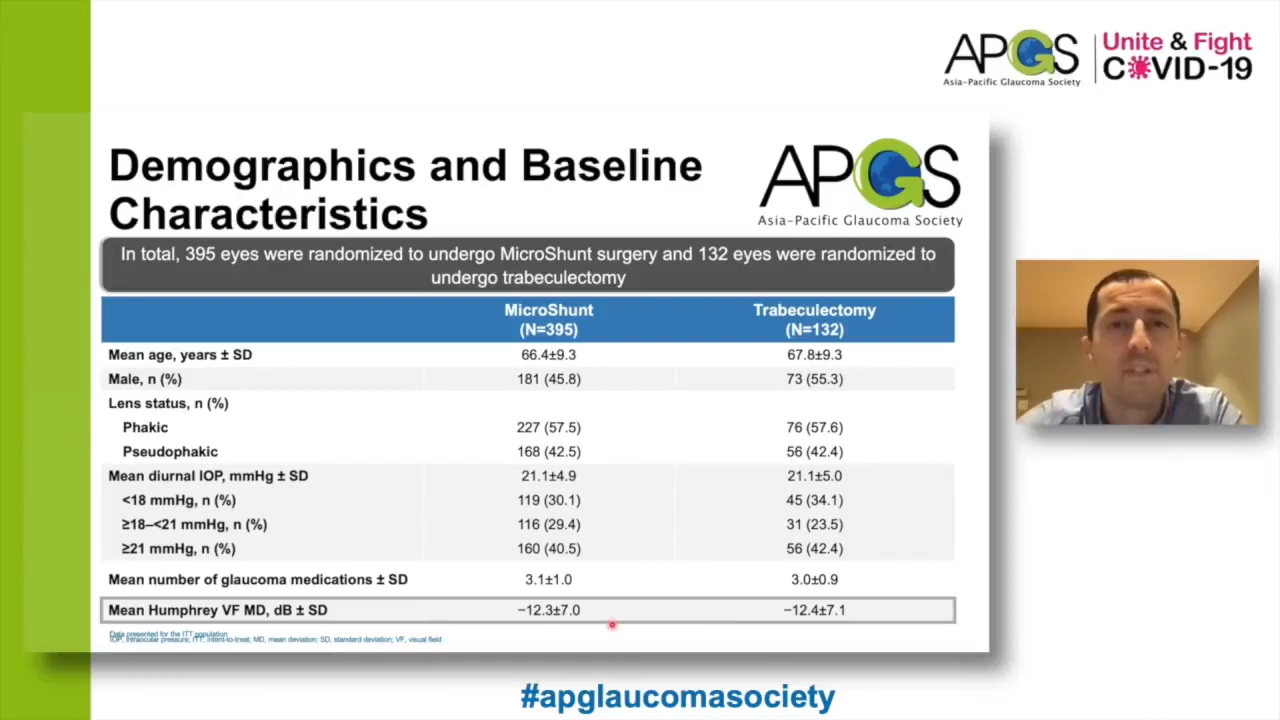 APGS
Asia-Pacific Glaucoma Society
Unite & Fight
COVID-19
Demographics and Baseline
Characteristics
APGS
Asia-Pacific Glaucoma Society
In total, 395 eyes were randomized to undergo MicroShunt surgery and 132 eyes were randomized to
undergo trabeculectomy
MicroShunt Trabeculectomy
(N=395) (N=132)
Mean age, years ± SD 66.4±9.3 67.8±9.3
Male, n (%) 181 (45.8) 73 (55.3)
Lens status, n (%)
Phakic 227 (57.5) 76 (57.6)
Pseudophakic 168 (42.5) 56 (42.4)
Mean diurnal IOP, mmHg ± SD 21.1±4.9 21.1±5.0
<18 mmHg, n (%) 119 (30.1) 45 (34.1)
≥18–<21 mmHg, n (%) 116 (29.4) 31 (23.5)
≥21 mmHg, n (%) 160 (40.5) 56 (42.4)
Mean number of glaucoma medications ± SD 3.1±1.0 3.0±0.9
Mean Humphrey VF MD, dB ± SD −12.3±7.0 −12.4±7.1
Data presented for the ITT population
IOP, intraocular pressure; ITT, intent-to-treat; MD, mean deviation; SD, standard deviation; VF, visual field
#apglaucomasociety